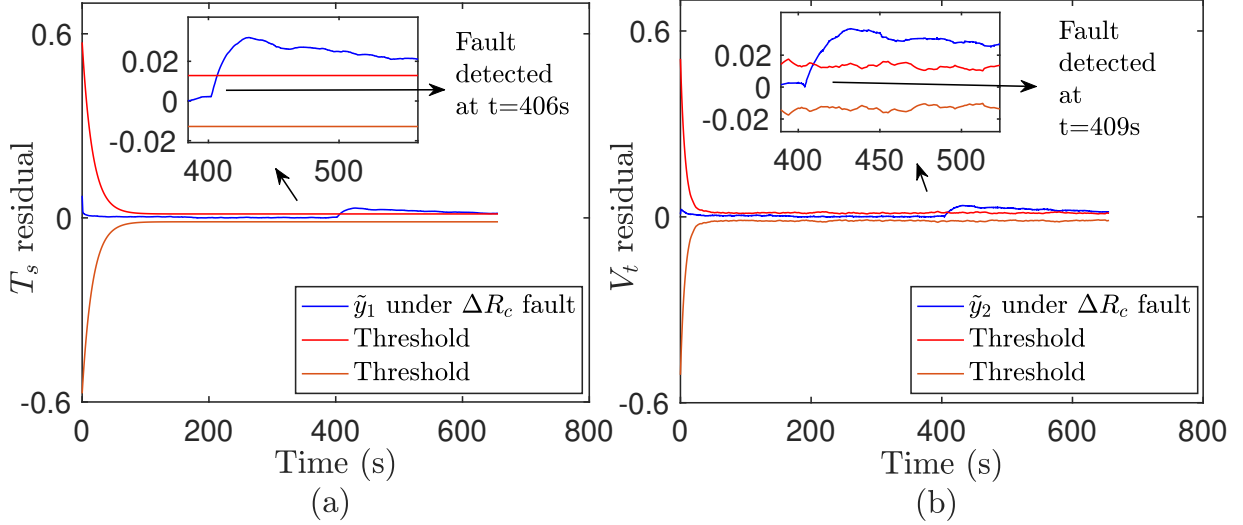 0.6
0
-0.6
T_s residual
0.02
0
-0.02
400
500
Fault
detected
at t=406s
ỹ₁ under ΔR_c fault
Threshold
Threshold
0
200
400
600
800
Time (s)
(a)
0.6
0
-0.6
V_t residual
0.02
0
-0.02
400
450
500
Fault
detected
at
t=409s
ỹ₂ under ΔR_c fault
Threshold
Threshold
0
200
400
600
800
Time (s)
(b)